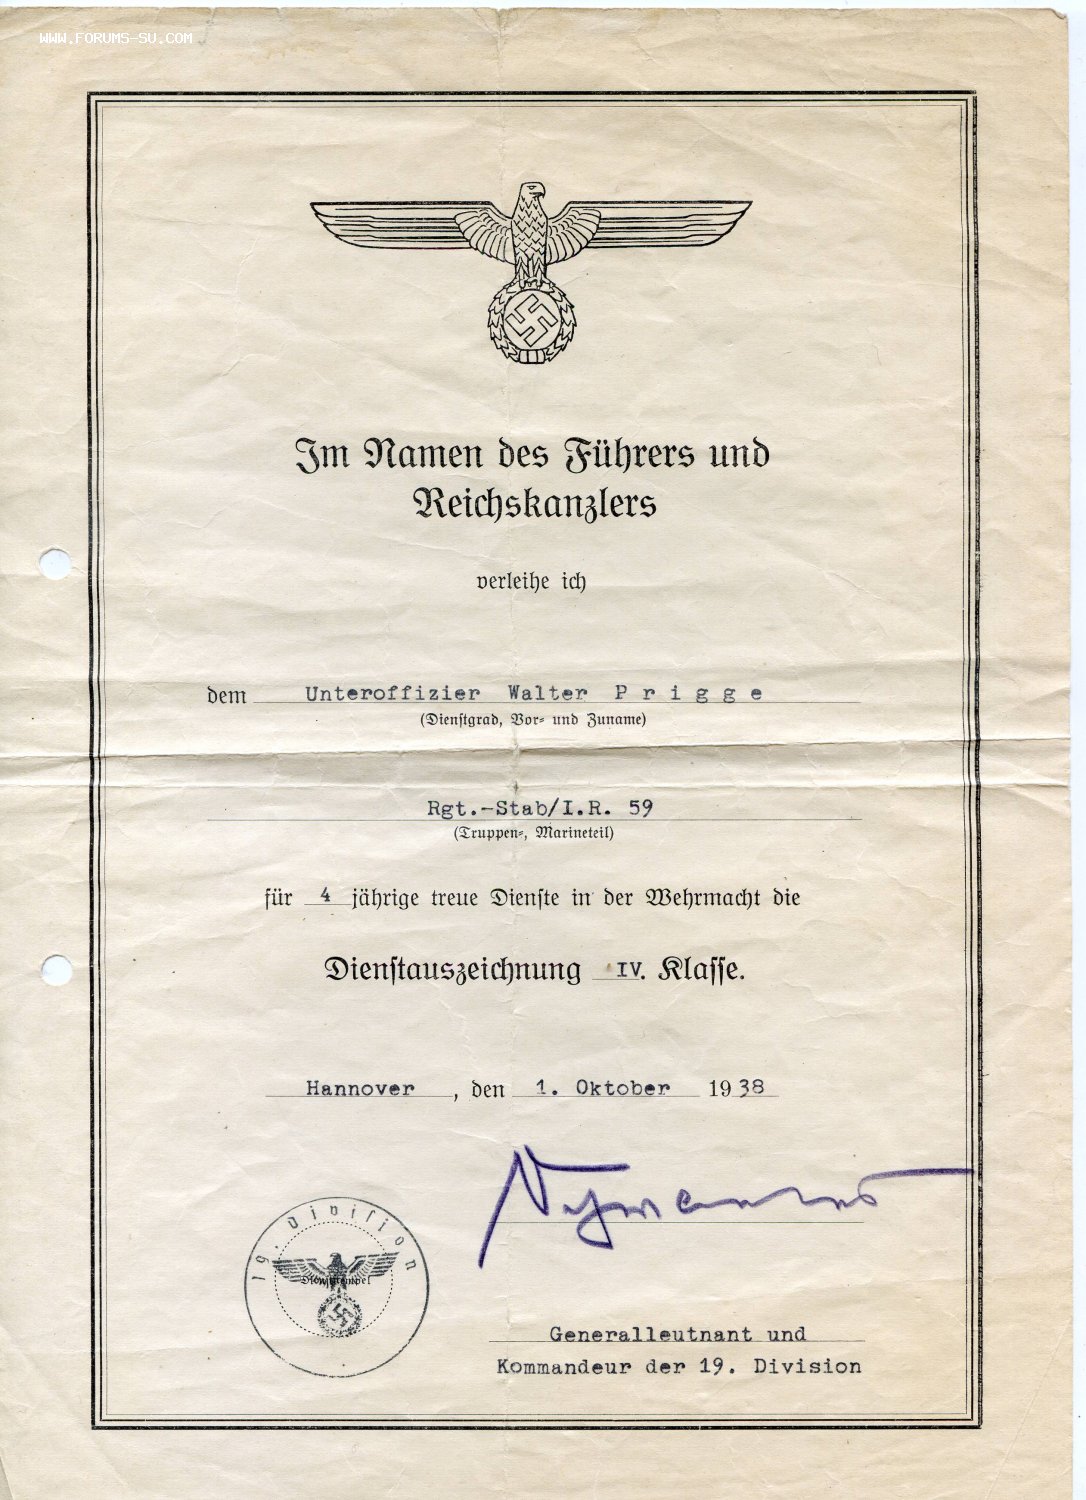 WWW.FORUMS-SU.COM
Im Namen des Führers und
Reichskanzlers
verleihe ich
dem Unteroffizier Walter P r i g g e
(Dienstgrad, Vor- und Zuname)
Rgt.-Stab/I.R. 59
(Truppen-, Marineteil)
für 4 jährige treue Dienste in der Wehrmacht die
Dienstauszeichnung IV. Klasse.
Hannover, den 1. Oktober 1938
19. Division
Dienststempel
Generalleutnant und
Kommandeur der 19. Division